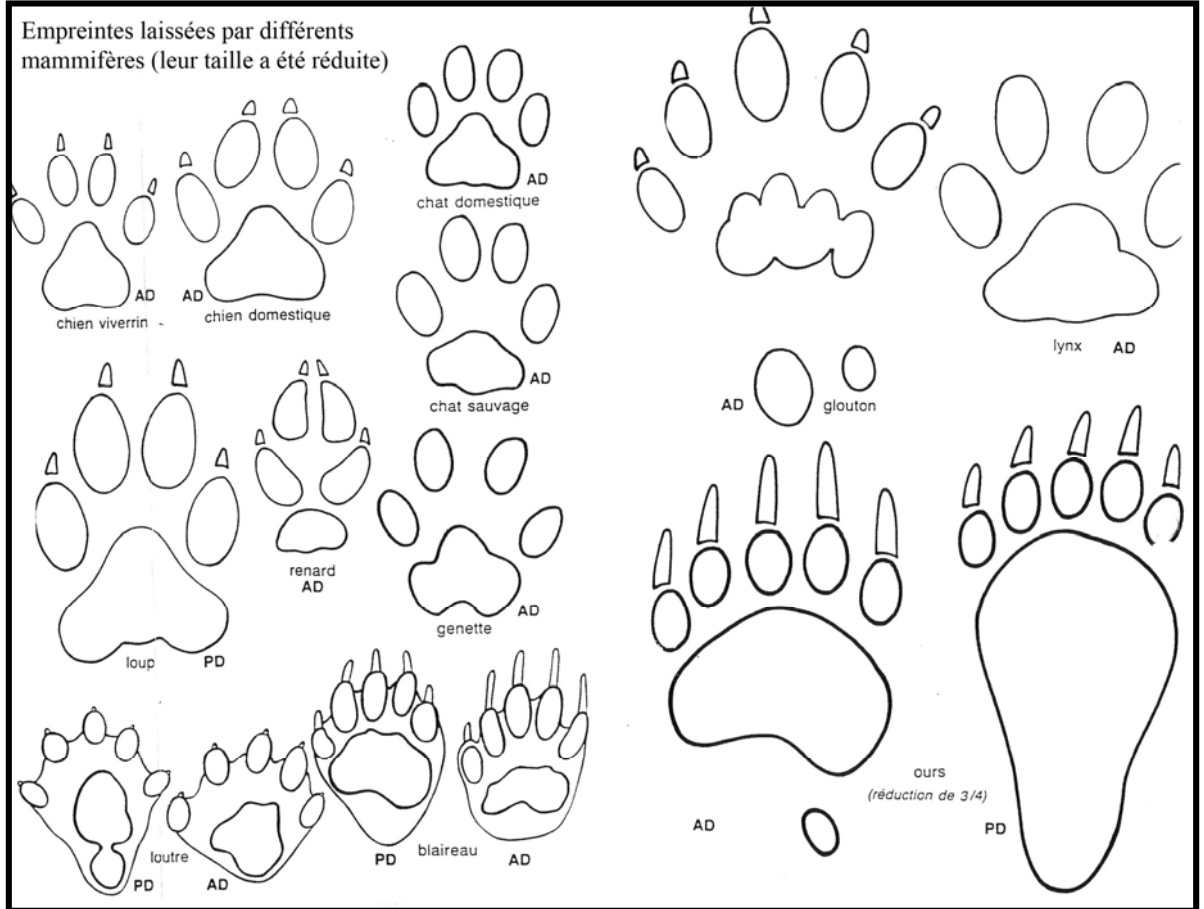 Empreintes laissées par différents
mammifères (leur taille a été réduite)
AD
chien viverrin
AD
chien domestique
AD
chat domestique
AD
chat sauvage
lynx AD
AD glouton
renard
AD
AD
genette
loup PD
loutre
PD
AD
blaireau
PD
AD
ours
(réduction de 3/4)
AD
PD